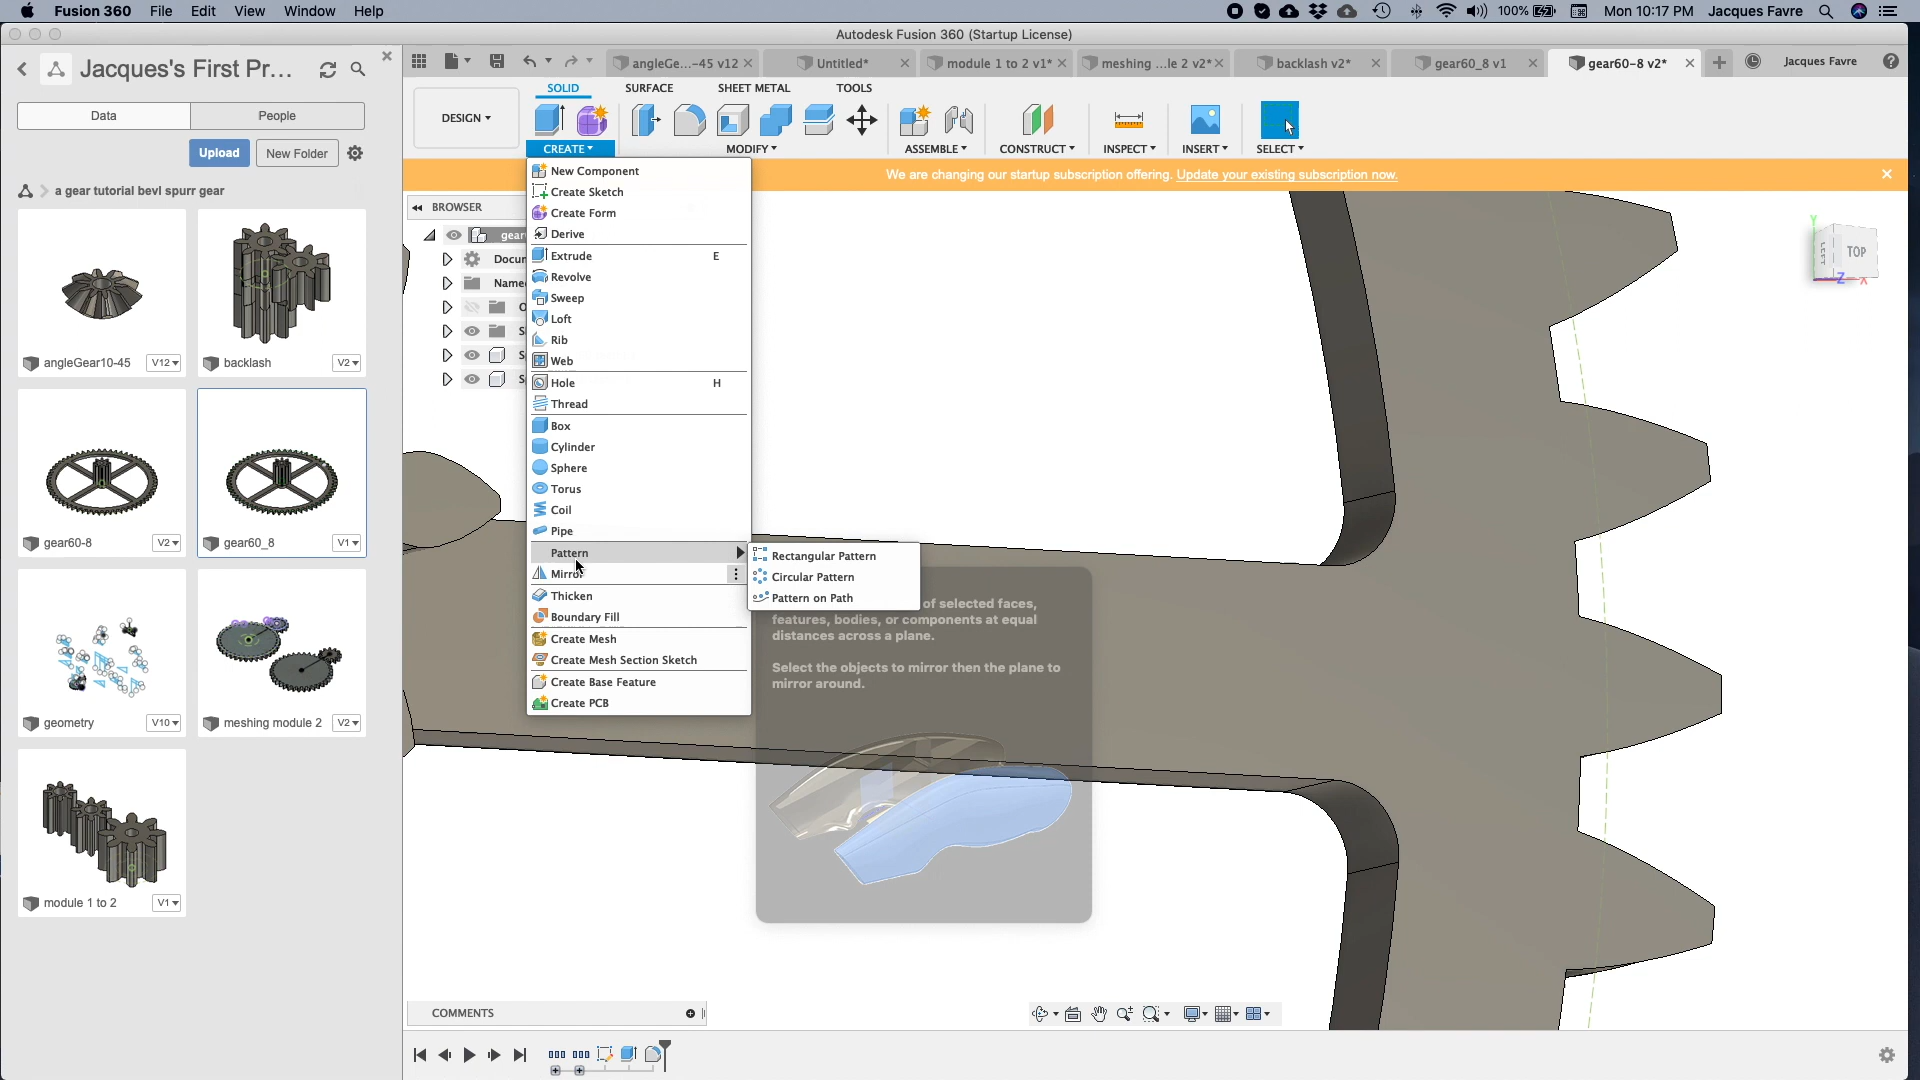 Fusion 360 File Edit View Window Help
100% Mon 10:17 PM Jacques Favre
Autodesk Fusion 360 (Startup License)
Jacques's First Pr...
Data People
Upload New Folder
a gear tutorial bevl spurr gear
angleGear10-45 V12
backlash V2
gear60-8 V2
gear60_8 V1
geometry V10
meshing module 2 V2
module 1 to 2 V1
angleGe...-45 v12
Untitled*
module 1 to 2 v1*
meshing ...le 2 v2*
backlash v2*
gear60_8 v1
gear60-8 v2*
Jacques Favre
DESIGN
SOLID SURFACE SHEET METAL TOOLS
CREATE MODIFY ASSEMBLE CONSTRUCT INSPECT INSERT SELECT
We are changing our startup subscription offering. Update your existing subscription now.
BROWSER
gear
Docun
Name
O
S
S
S
New Component
Create Sketch
Create Form
Derive
Extrude E
Revolve
Sweep
Loft
Rib
Web
Hole H
Thread
Box
Cylinder
Sphere
Torus
Coil
Pipe
Pattern
Mirror
Thicken
Boundary Fill
Create Mesh
Create Mesh Section Sketch
Create Base Feature
Create PCB
Rectangular Pattern
Circular Pattern
Pattern on Path
of selected faces,
features, bodies, or components at equal
distances across a plane.
Select the objects to mirror then the plane to
mirror around.
Y
LEFT TOP
Z X
COMMENTS